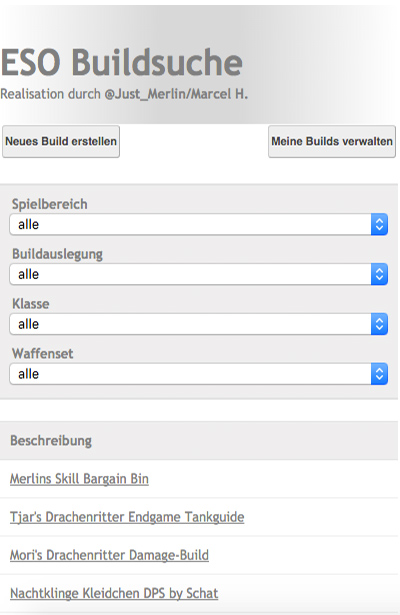 ESO Buildsuche
Realisation durch @Just_Merlin/Marcel H.
Neues Build erstellen
Meine Builds verwalten
Spielbereich
alle
Buildauslegung
alle
Klasse
alle
Waffenset
alle
Beschreibung
Merlins Skill Bargain Bin
Tjar's Drachenritter Endgame Tankguide
Mori's Drachenritter Damage-Build
Nachtklinge Kleidchen DPS by Schat